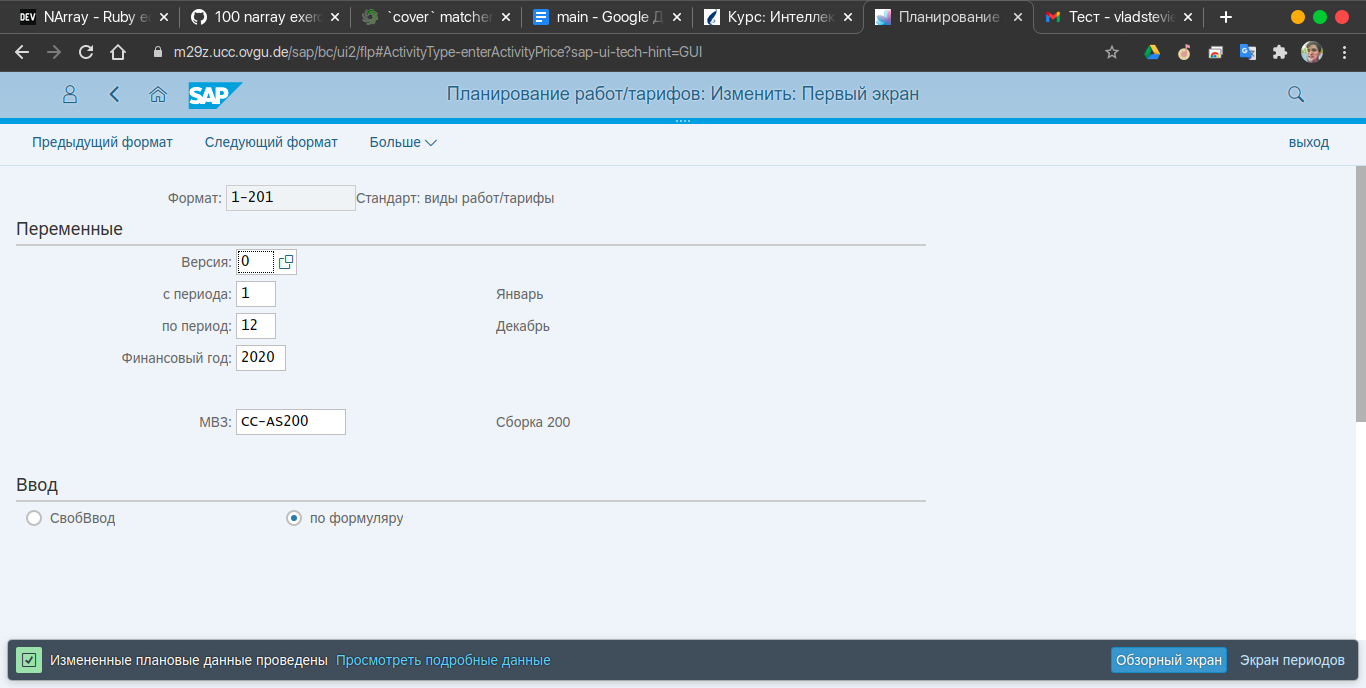 NArray - Ruby e
100 narray exer
`cover` matcher
main - Google Д
Курс: Интеллек
Планирование
Тест - vladstevie
m29z.ucc.ovgu.de/sap/bc/ui2/flp#ActivityType-enterActivityPrice?sap-ui-tech-hint=GUI
SAP
Планирование работ/тарифов: Изменить: Первый экран
Предыдущий формат Следующий формат Больше выход
Формат: 1-201 Стандарт: виды работ/тарифы
Переменные
Версия: 0
с периода: 1 Январь
по период: 12 Декабрь
Финансовый год: 2020
МВЗ: CC-AS200 Сборка 200
Ввод
СвобВвод по формуляру
Измененные плановые данные проведены Просмотреть подробные данные Обзорный экран Экран периодов